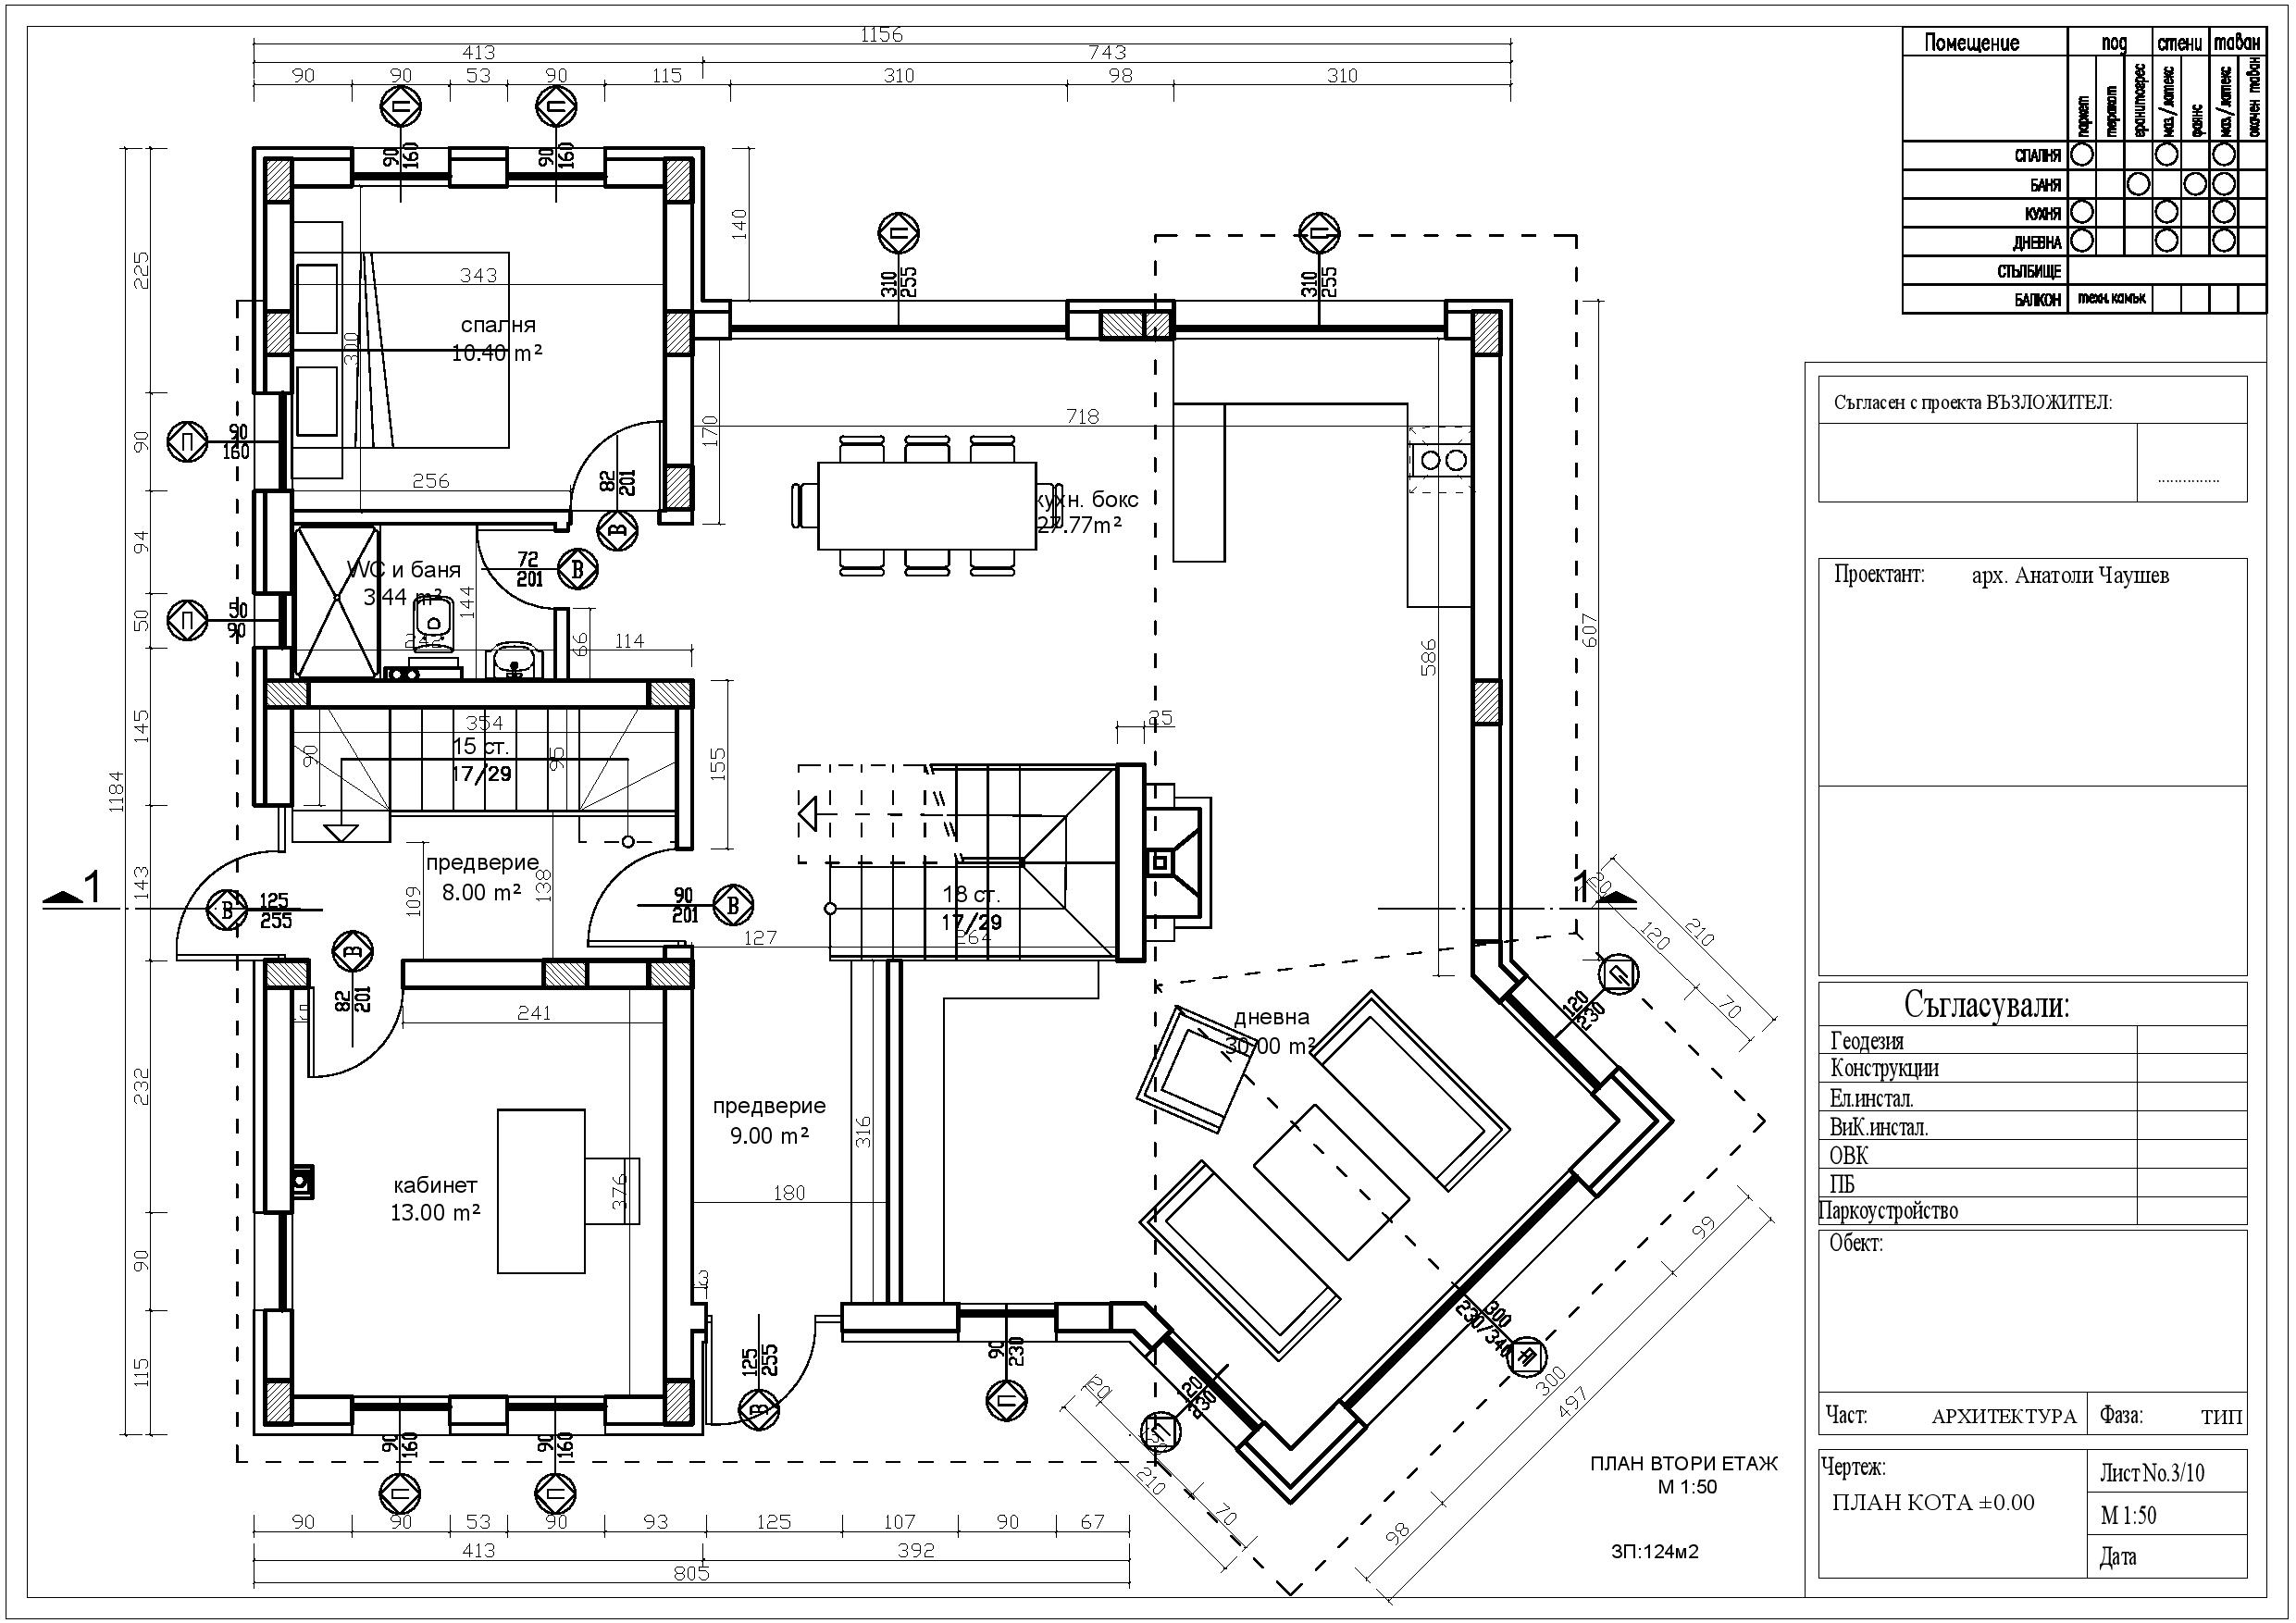 1156
413
743
90
90
53
90
115
310
98
310
П
П
90
160
90
160
140
П
П
310
255
310
255
225
343
спалня
10.40 m²
300
718
170
П
90
160
90
256
82
201
В
кухн. бокс
27.77m²
94
72
201
В
WC и баня
3.44 m²
144
П
50
90
50
242
66
114
586
607
145
354
15 ст.
17/29
90
95
155
25
1184
143
1
В
125
255
предверие
8.00 m²
109
138
90
201
В
18 ст.
17/29
127
264
1
20
120
210
70
П
120
230
В
82
201
241
232
дневна
30.00 m²
предверие
9.00 m²
316
кабинет
13.00 m²
376
180
90
115
125
255
В
90
230
П
99
300
230/340
300
497
98
20
120
230
П
210
70
90
160
90
160
П
П
90
90
53
90
93
125
107
90
67
413
392
805
ПЛАН ВТОРИ ЕТАЖ
М 1:50
ЗП:124м2
Помещение
под
стени
таван
паркет
теракот
гранитогрес
маз./латекс
фаянс
маз./латекс
окачен таван
СПАЛНЯ
БАНЯ
КУХНЯ
ДНЕВНА
СТЪЛБИЩЕ
БАЛКОН
техн. камък
Съгласен с проекта ВЪЗЛОЖИТЕЛ:
...............
Проектант: арх. Анатоли Чаушев
Съгласували:
Геодезия
Конструкции
Ел.инстал.
ВиК.инстал.
ОВК
ПБ
Паркоустройство
Обект:
Част: АРХИТЕКТУРА
Фаза: ТИП
Чертеж:
ПЛАН КОТА ±0.00
Лист No.3/10
М 1:50
Дата